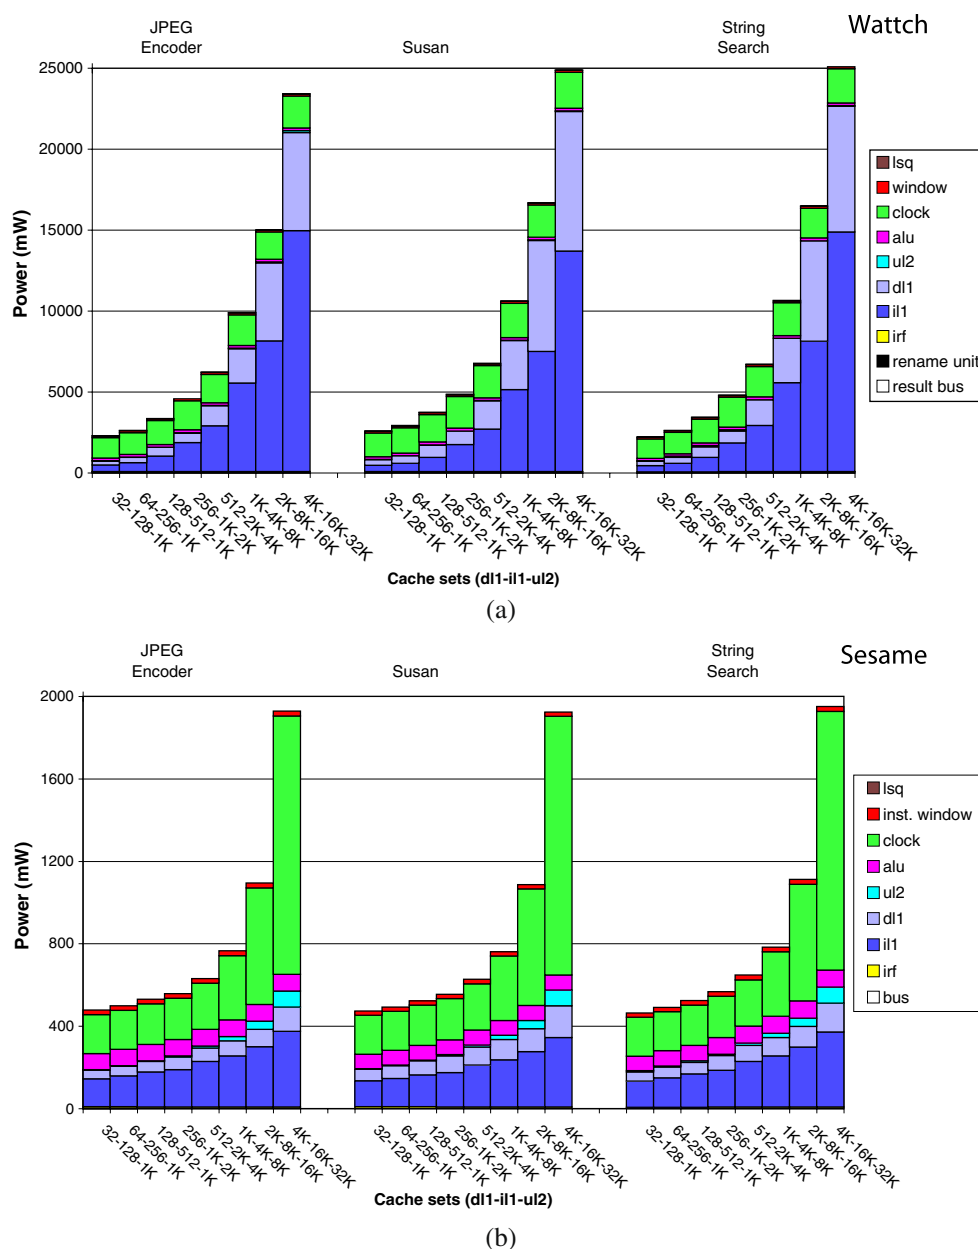 Wattch
JPEG
Encoder
Susan
String
Search
25000
20000
15000
10000
5000
0
Power (mW)
32-128-1K
64-256-1K
128-512-1K
256-1K-2K
512-2K-4K
1K-4K-8K
2K-8K-16K
4K-16K-32K
32-128-1K
64-256-1K
128-512-1K
256-1K-2K
512-2K-4K
1K-4K-8K
2K-8K-16K
4K-16K-32K
32-128-1K
64-256-1K
128-512-1K
256-1K-2K
512-2K-4K
1K-4K-8K
2K-8K-16K
4K-16K-32K
Cache sets (dl1-il1-ul2)
lsq
window
clock
alu
ul2
dl1
il1
irf
rename unit
result bus
(a)
Sesame
JPEG
Encoder
Susan
String
Search
2000
1600
1200
800
400
0
Power (mW)
32-128-1K
64-256-1K
128-512-1K
256-1K-2K
512-2K-4K
1K-4K-8K
2K-8K-16K
4K-16K-32K
32-128-1K
64-256-1K
128-512-1K
256-1K-2K
512-2K-4K
1K-4K-8K
2K-8K-16K
4K-16K-32K
32-128-1K
64-256-1K
128-512-1K
256-1K-2K
512-2K-4K
1K-4K-8K
2K-8K-16K
4K-16K-32K
Cache sets (dl1-il1-ul2)
lsq
inst. window
clock
alu
ul2
dl1
il1
irf
bus
(b)